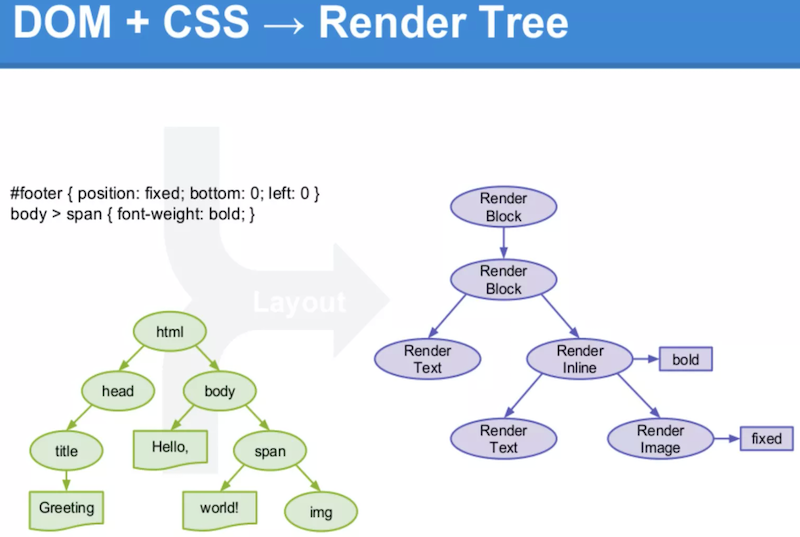 DOM + CSS → Render Tree
#footer { position: fixed; bottom: 0; left: 0 }
body > span { font-weight: bold; }
Layout
html
head
body
title
Hello,
span
Greeting
world!
img
Render
Block
Render
Block
Render
Text
Render
Inline
bold
Render
Text
Render
Image
fixed